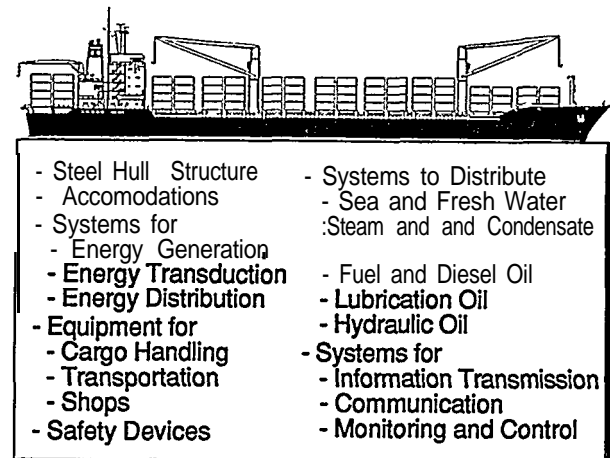 - Steel Hull Structure
- Accomodations
- Systems for
- Energy Generation
- Energy Transduction
- Energy Distribution
- Equipment for
- Cargo Handling
- Transportation
- Shops
- Safety Devices
- Systems to Distribute
- Sea and Fresh Water
:Steam and and Condensate
- Fuel and Diesel Oil
- Lubrication Oil
- Hydraulic Oil
- Systems for
- Information Transmission
- Communication
- Monitoring and Control